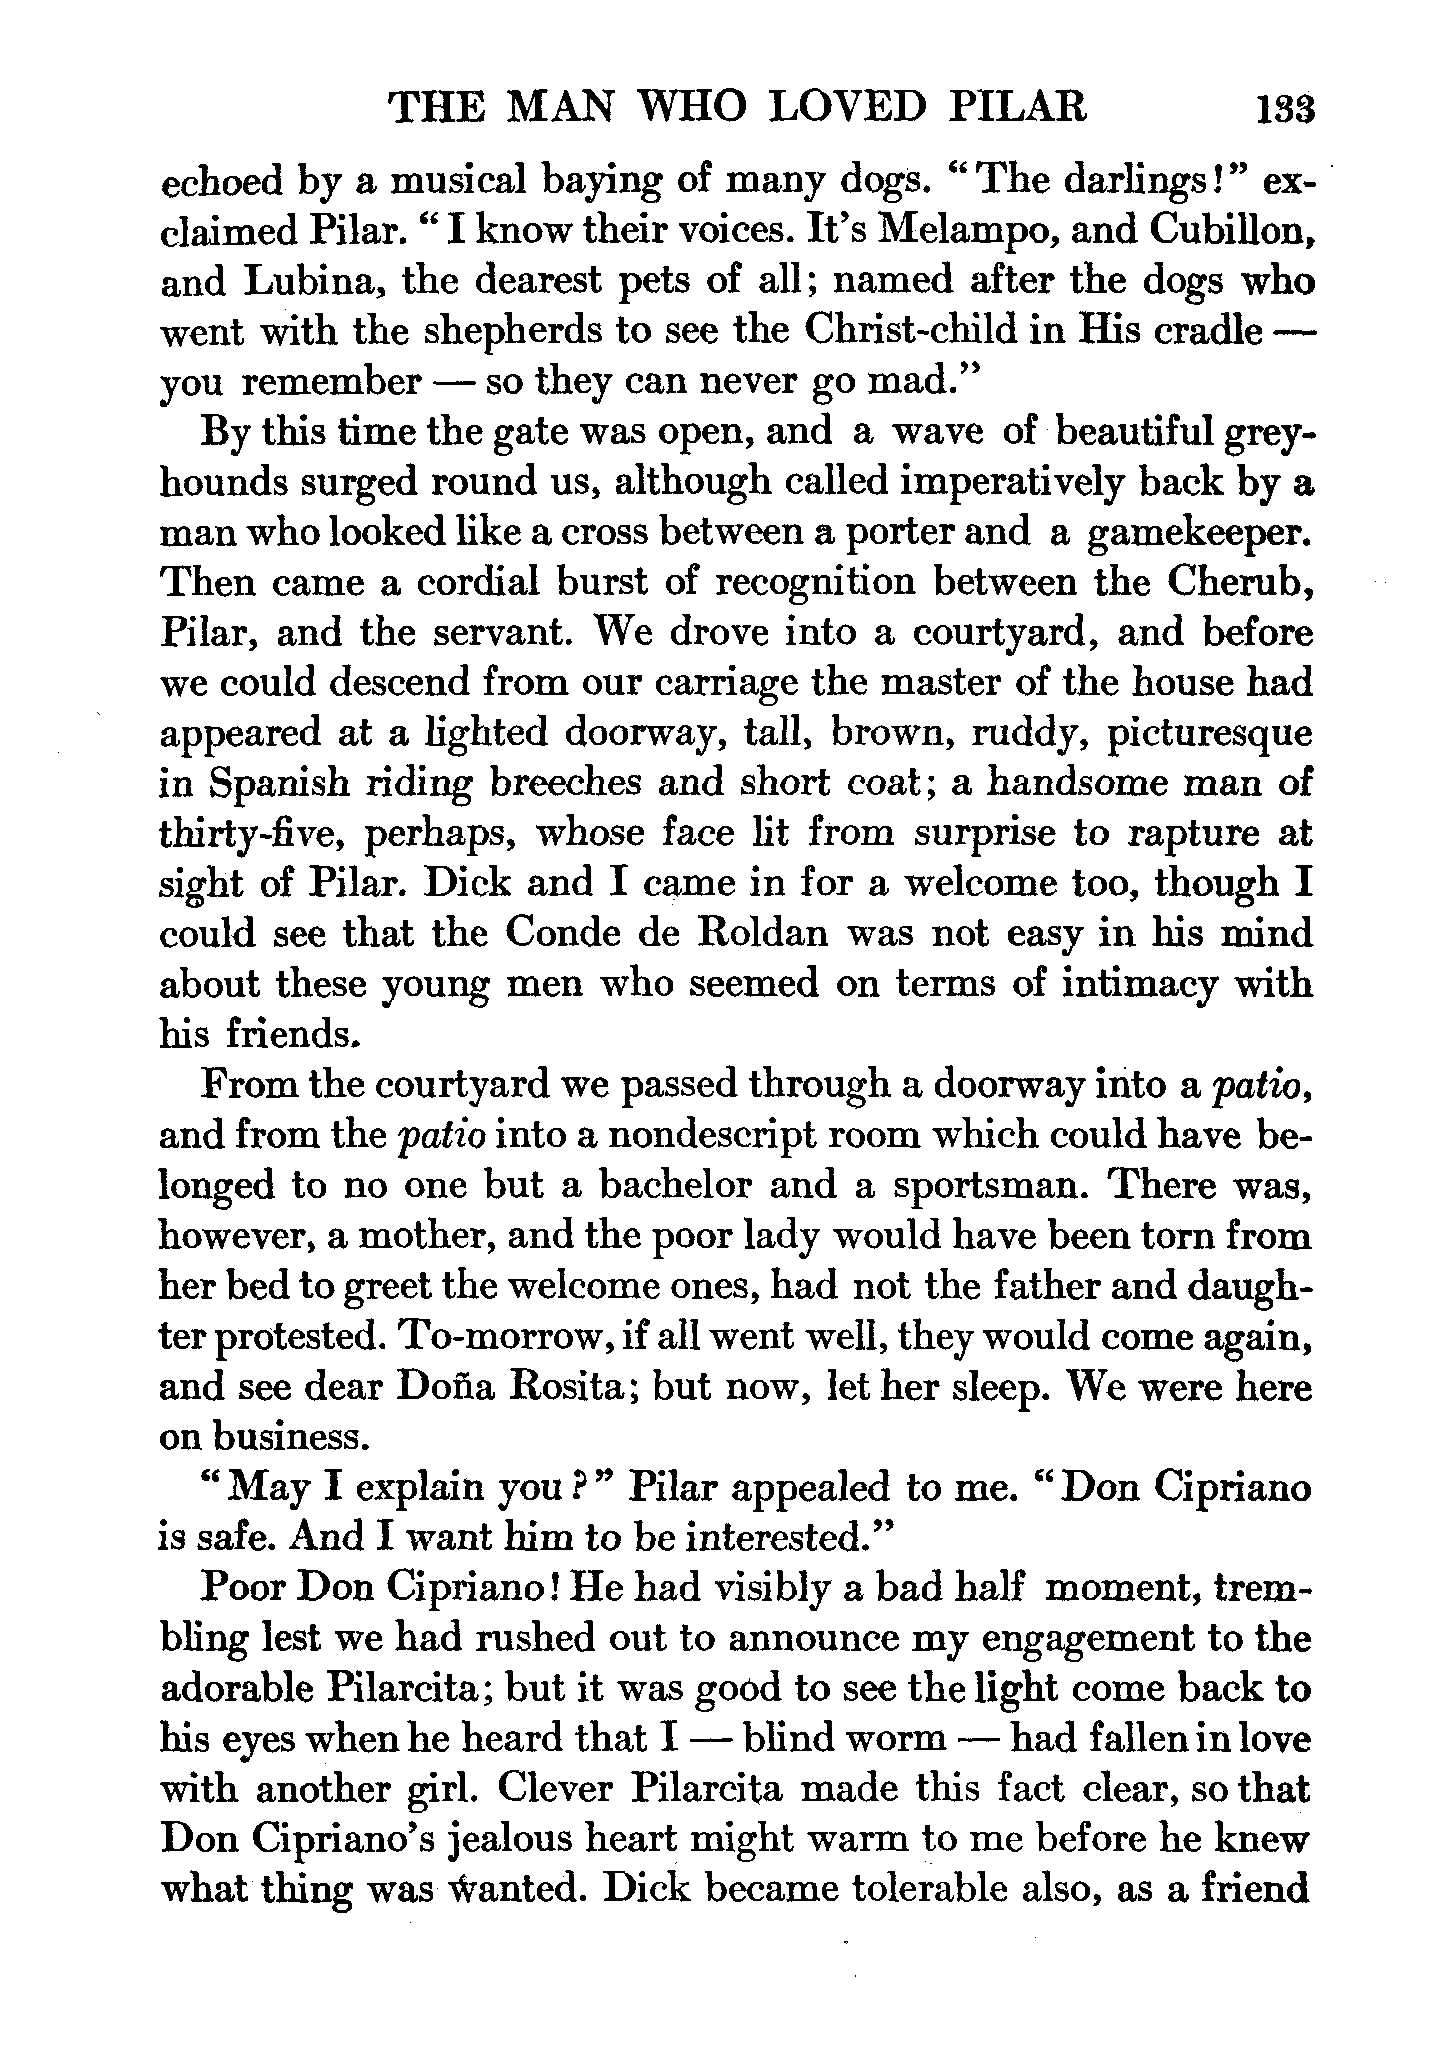 THE MAN WHO LOVED PILAR 133
echoed by a musical baying of many dogs. “The darlings!” ex-
claimed Pilar. “I know their voices. It’s Melampo, and Cubillon,
and Lubina, the dearest pets of all; named after the dogs who
went with the shepherds to see the Christ-child in His cradle —
you remember — so they can never go mad.”
By this time the gate was open, and a wave of beautiful grey-
hounds surged round us, although called imperatively back by a
man who looked like a cross between a porter and a gamekeeper.
Then came a cordial burst of recognition between the Cherub,
Pilar, and the servant. We drove into a courtyard, and before
we could descend from our carriage the master of the house had
appeared at a lighted doorway, tall, brown, ruddy, picturesque
in Spanish riding breeches and short coat; a handsome man of
thirty-five, perhaps, whose face lit from surprise to rapture at
sight of Pilar. Dick and I came in for a welcome too, though I
could see that the Conde de Roldan was not easy in his mind
about these young men who seemed on terms of intimacy with
his friends.
From the courtyard we passed through a doorway into a patio,
and from the patio into a nondescript room which could have be-
longed to no one but a bachelor and a sportsman. There was,
however, a mother, and the poor lady would have been torn from
her bed to greet the welcome ones, had not the father and daugh-
ter protested. To-morrow, if all went well, they would come again,
and see dear Doña Rosita; but now, let her sleep. We were here
on business.
“May I explain you?” Pilar appealed to me. “Don Cipriano
is safe. And I want him to be interested.”
Poor Don Cipriano! He had visibly a bad half moment, trem-
bling lest we had rushed out to announce my engagement to the
adorable Pilarcita; but it was good to see the light come back to
his eyes when he heard that I — blind worm — had fallen in love
with another girl. Clever Pilarcita made this fact clear, so that
Don Cipriano’s jealous heart might warm to me before he knew
what thing was wanted. Dick became tolerable also, as a friend